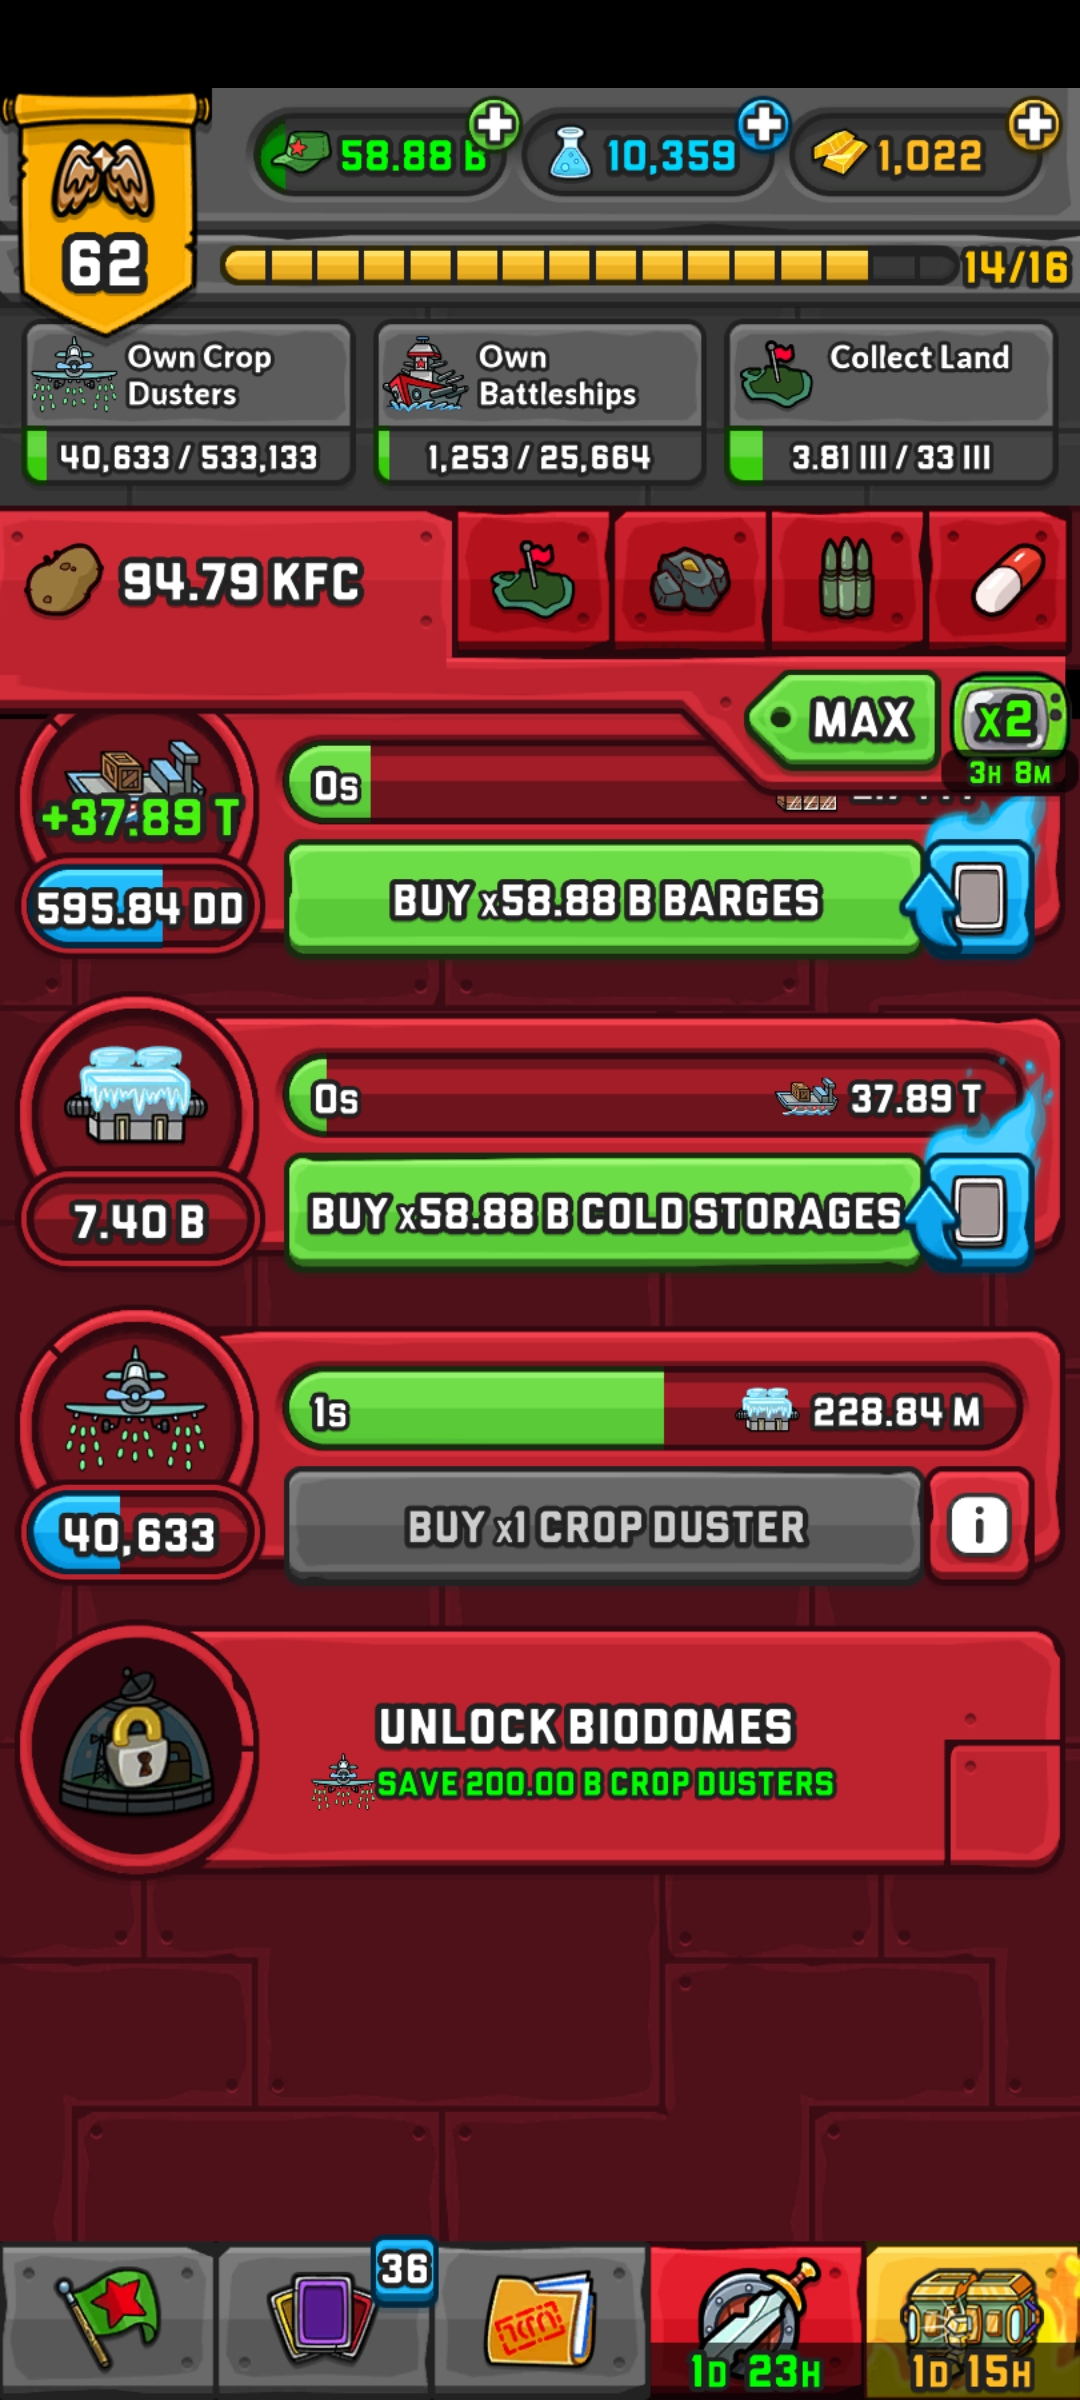 58.88 B
10,359
1,022
62
14/16
Own Crop Dusters
40,633 / 533,133
Own Battleships
1,253 / 25,664
Collect Land
3.81 III / 33 III
94.79 KFC
MAX
x2
3H 8M
+37.89 T
0s
595.84 DD
BUY x58.88 B BARGES
0s
37.89 T
7.40 B
BUY x58.88 B COLD STORAGES
1s
228.84 M
40,633
BUY x1 CROP DUSTER
i
UNLOCK BIODOMES
SAVE 200.00 B CROP DUSTERS
36
1D 23H
1D 15H